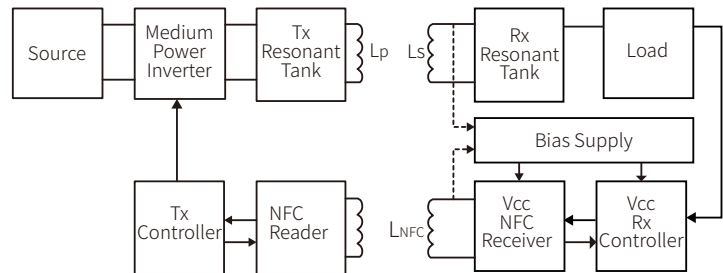 Source
Medium
Power
Inverter
Tx
Resonant
Tank
Lp
Ls
Rx
Resonant
Tank
Load
Bias Supply
Tx
Controller
NFC
Reader
LNFC
Vcc
NFC
Receiver
Vcc
Rx
Controller